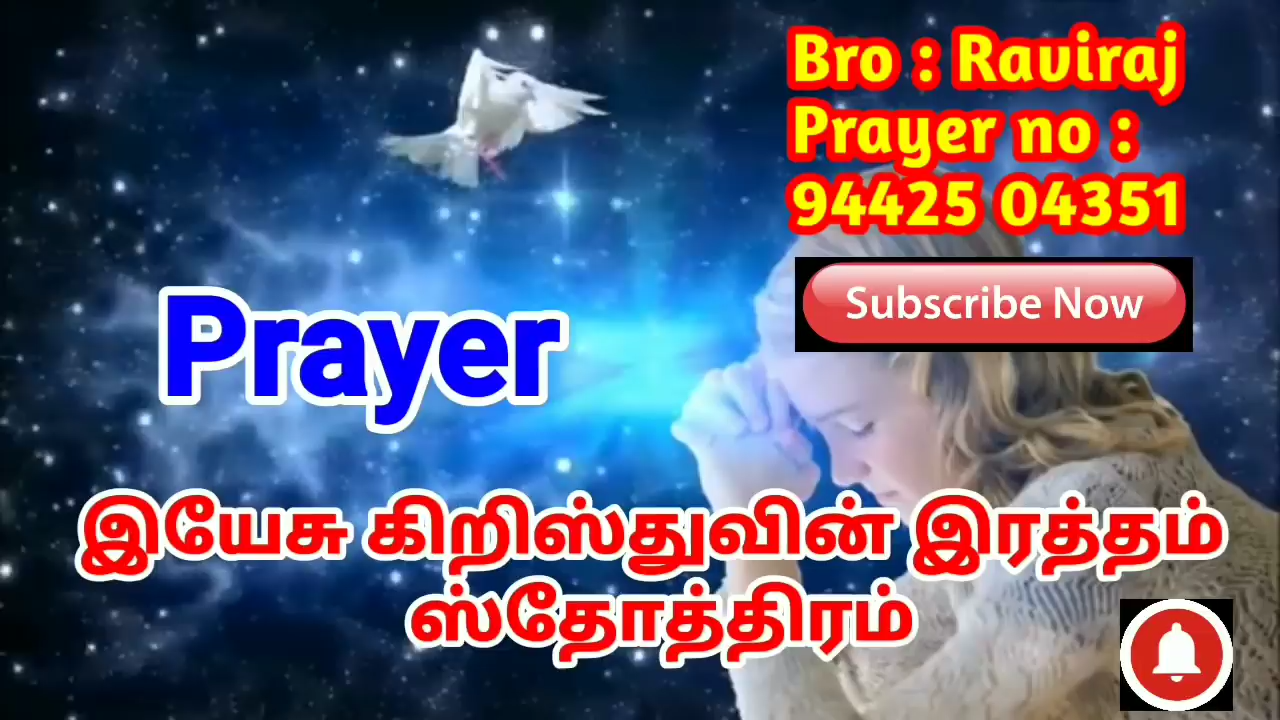 Bro : Raviraj
Prayer no :
94425 04351
Subscribe Now
Prayer
இயேசு கிறிஸ்துவின் இரத்தம்
ஸ்தோத்திரம்